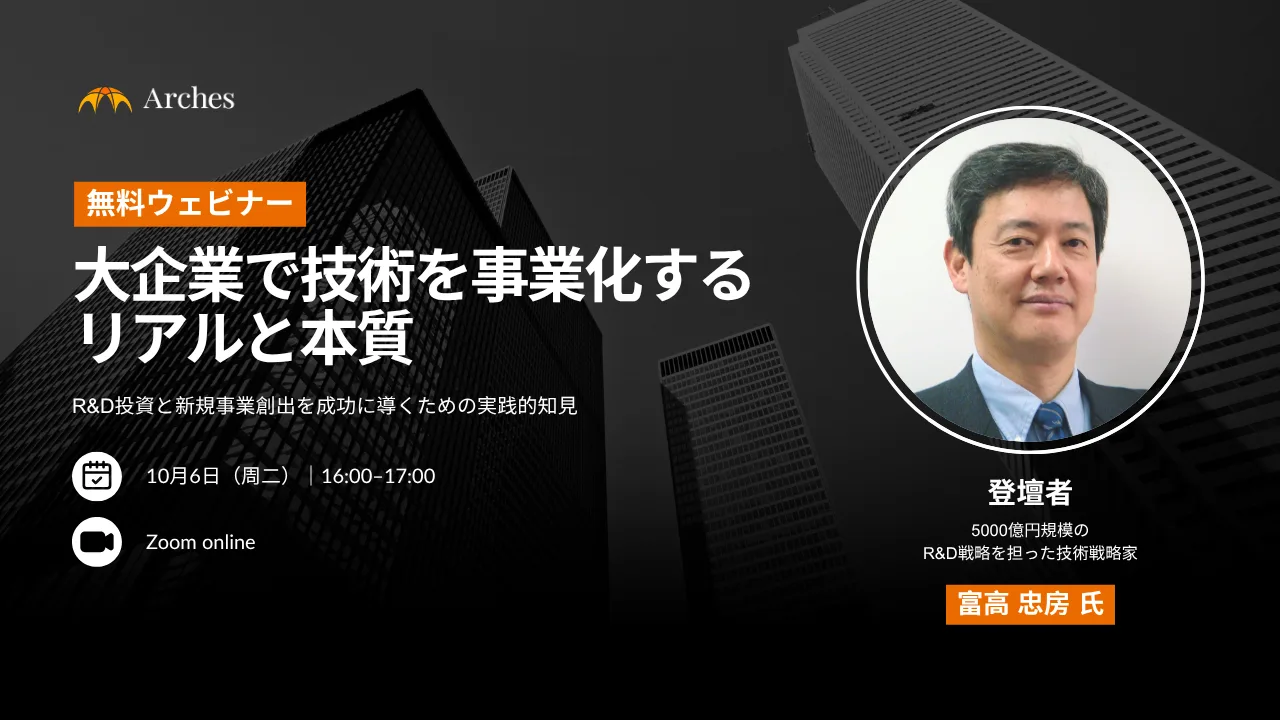 Arches
無料ウェビナー
大企業で技術を事業化する
リアルと本質
R&D投資と新規事業創出を成功に導くための実践的知見
10月6日（周二）｜16:00–17:00
Zoom online
登壇者
5000億円規模の
R&D戦略を担った技術戦略家
富高 忠房 氏